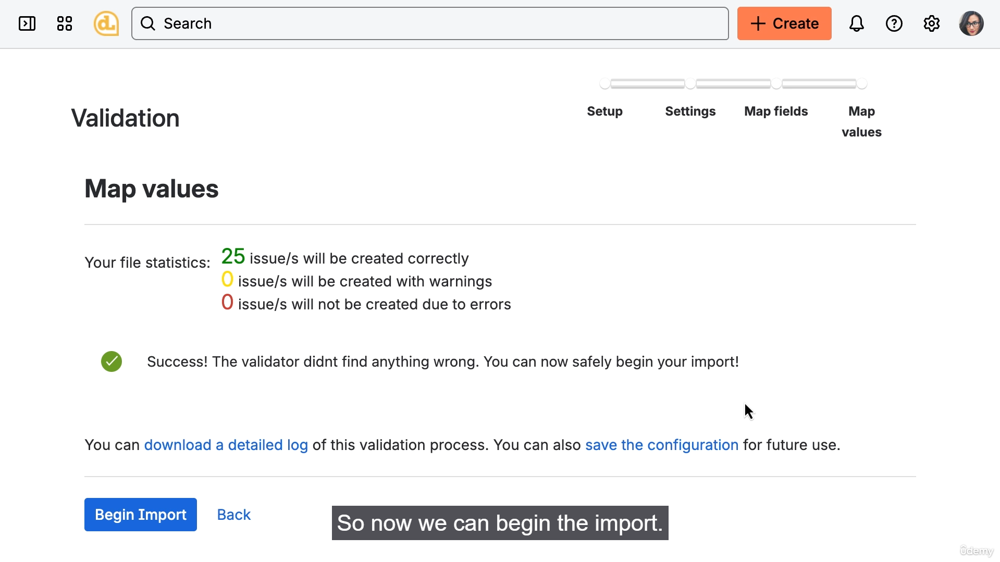 Search
Create
Setup
Settings
Map fields
Map
values
Validation
Map values
Your file statistics:
25 issue/s will be created correctly
0 issue/s will be created with warnings
0 issue/s will not be created due to errors
Success! The validator didnt find anything wrong. You can now safely begin your import!
You can download a detailed log of this validation process. You can also save the configuration for future use.
Begin Import
Back
So now we can begin the import.
ûdemy